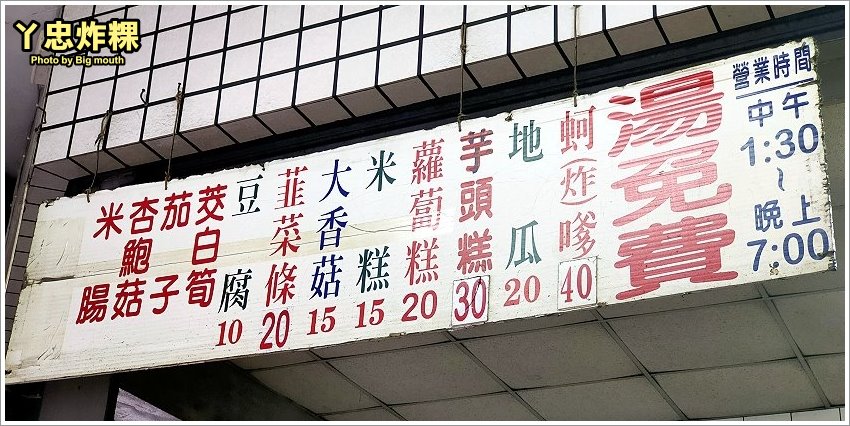 丫忠炸粿
Photo by Big mouth
營業時間
中午
1:30
~
晚上
7:00
湯免費
蚵(炸)嗲 40
地瓜 20
芋頭糕 30
蘿蔔糕 20
米糕 15
大香菇 15
韮菜條 20
豆腐 10
茭白筍
茄子
杏鮑菇
米腸